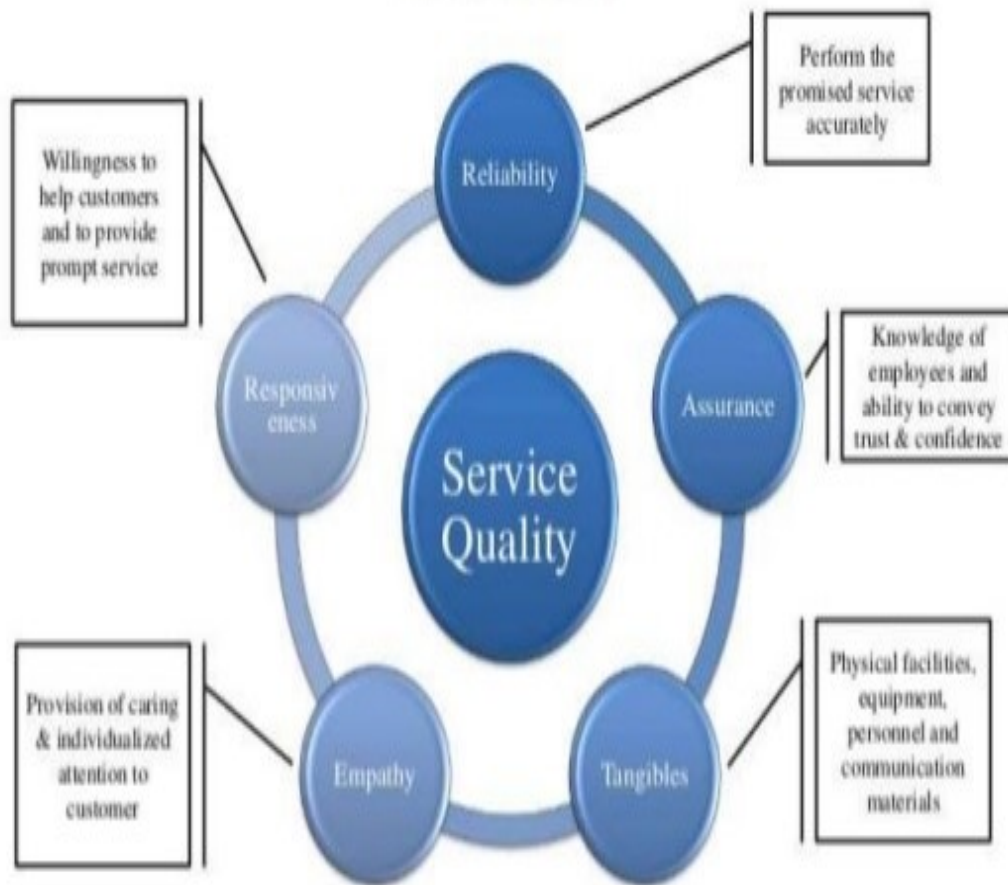 Perform the
promised service
accurately
Reliability
Willingness to
help customers
and to provide
prompt service
Responsiv
eness
Knowledge of
employees and
ability to convey
trust & confidence
Assurance
Service
Quality
Provision of caring
& individualized
attention to
customer
Empathy
Tangibles
Physical facilities,
equipment,
personnel and
communication
materials